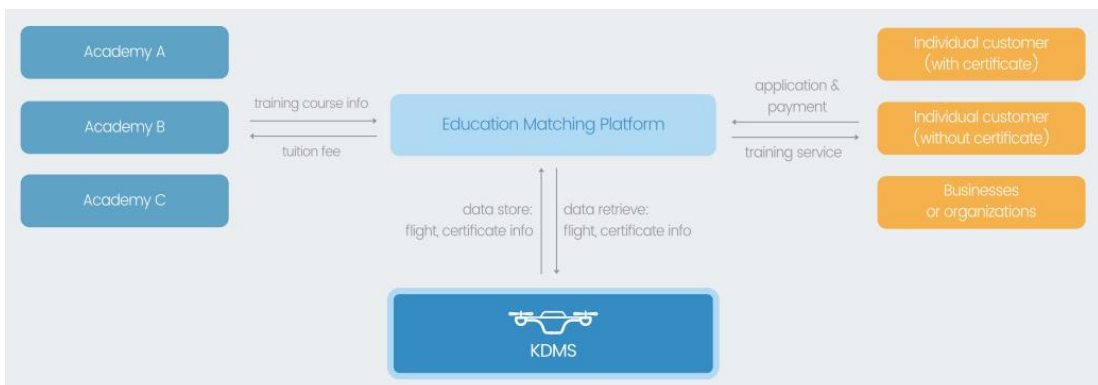 Academy A
Academy B
Academy C
training course info
tuition fee
Education Matching Platform
application &
payment
training service
Individual customer
(with certificate)
Individual customer
(without certificate)
Businesses
or organizations
data store:
flight, certificate info
data retrieve:
flight, certificate info
KDMS